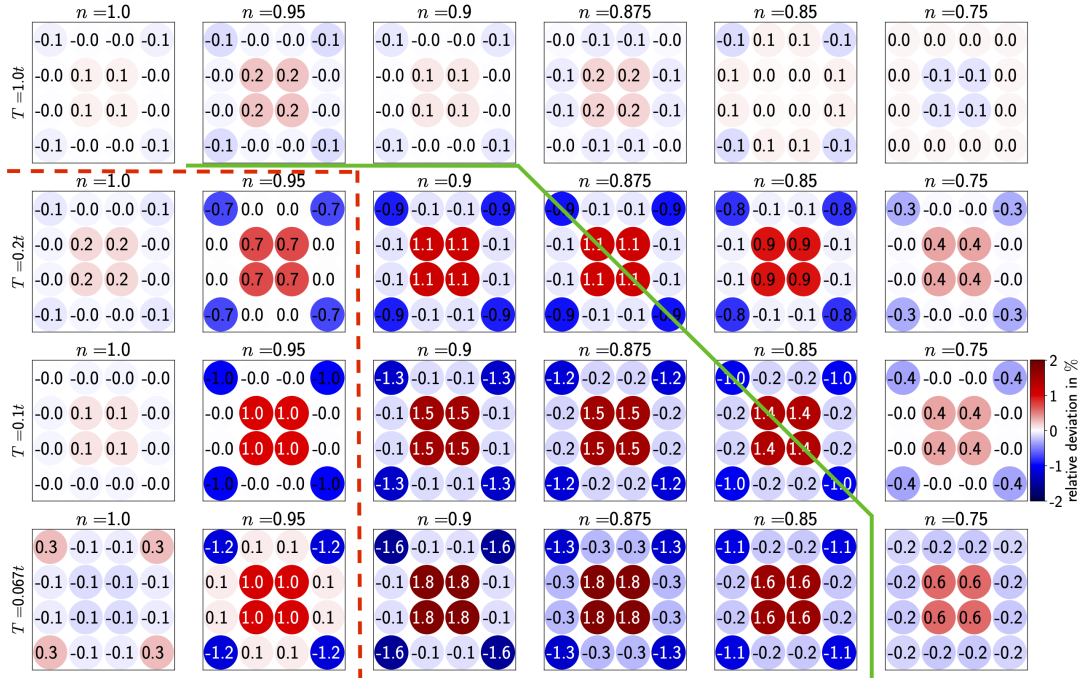 n =1.0 n =0.95 n =0.9 n =0.875 n =0.85 n =0.75
T =1.0t
-0.1 -0.0 -0.0 -0.1 -0.1 -0.0 -0.0 -0.1 -0.1 -0.0 -0.0 -0.1 -0.1 -0.1 -0.1 -0.1 -0.1 0.1 0.1 -0.1 0.0 0.0 0.0 0.0
-0.0 0.1 0.1 -0.0 -0.0 0.2 0.2 -0.0 -0.0 0.1 0.1 -0.0 -0.1 0.2 0.2 -0.1 0.1 0.0 0.0 0.1 0.0 -0.1 -0.1 0.0
-0.0 0.1 0.1 -0.0 -0.0 0.2 0.2 -0.0 -0.0 0.1 0.1 -0.0 -0.1 0.2 0.2 -0.1 0.1 0.0 0.0 0.1 0.0 -0.1 -0.1 0.0
-0.1 -0.0 -0.0 -0.1 -0.1 -0.0 -0.0 -0.1 -0.1 -0.0 -0.0 -0.1 -0.1 -0.1 -0.1 -0.1 -0.1 0.1 0.1 -0.1 0.0 0.0 0.0 0.0
n =1.0 n =0.95 n =0.9 n =0.875 n =0.85 n =0.75
T =0.2t
-0.1 -0.0 -0.0 -0.1 -0.7 0.0 0.0 -0.7 -0.9 -0.1 -0.1 -0.9 -0.9 -0.1 -0.1 -0.9 -0.8 -0.1 -0.1 -0.8 -0.3 -0.0 -0.0 -0.3
-0.0 0.2 0.2 -0.0 0.0 0.7 0.7 0.0 -0.1 1.1 1.1 -0.1 -0.1 1.1 1.1 -0.1 -0.1 0.9 0.9 -0.1 -0.0 0.4 0.4 -0.0
-0.0 0.2 0.2 -0.0 0.0 0.7 0.7 0.0 -0.1 1.1 1.1 -0.1 -0.1 1.1 1.1 -0.1 -0.1 0.9 0.9 -0.1 -0.0 0.4 0.4 -0.0
-0.1 -0.0 -0.0 -0.1 -0.7 0.0 0.0 -0.7 -0.9 -0.1 -0.1 -0.9 -0.9 -0.1 -0.1 -0.9 -0.8 -0.1 -0.1 -0.8 -0.3 -0.0 -0.0 -0.3
n =1.0 n =0.95 n =0.9 n =0.875 n =0.85 n =0.75
T =0.1t
-0.0 -0.0 -0.0 -0.0 -1.0 -0.0 -0.0 -1.0 -1.3 -0.1 -0.1 -1.3 -1.2 -0.2 -0.2 -1.2 -1.0 -0.2 -0.2 -1.0 -0.4 -0.0 -0.0 -0.4
-0.0 0.1 0.1 -0.0 -0.0 1.0 1.0 -0.0 -0.1 1.5 1.5 -0.1 -0.2 1.5 1.5 -0.2 -0.2 1.4 1.4 -0.2 -0.0 0.4 0.4 -0.0
-0.0 0.1 0.1 -0.0 -0.0 1.0 1.0 -0.0 -0.1 1.5 1.5 -0.1 -0.2 1.5 1.5 -0.2 -0.2 1.4 1.4 -0.2 -0.0 0.4 0.4 -0.0
-0.0 -0.0 -0.0 -0.0 -1.0 -0.0 -0.0 -1.0 -1.3 -0.1 -0.1 -1.3 -1.2 -0.2 -0.2 -1.2 -1.0 -0.2 -0.2 -1.0 -0.4 -0.0 -0.0 -0.4
2
1
0
-1
-2
relative deviation in %
n =1.0 n =0.95 n =0.9 n =0.875 n =0.85 n =0.75
T =0.067t
0.3 -0.1 -0.1 0.3 -1.2 0.1 0.1 -1.2 -1.6 -0.1 -0.1 -1.6 -1.3 -0.3 -0.3 -1.3 -1.1 -0.2 -0.2 -1.1 -0.2 -0.2 -0.2 -0.2
-0.1 -0.1 -0.1 -0.1 0.1 1.0 1.0 0.1 -0.1 1.8 1.8 -0.1 -0.3 1.8 1.8 -0.3 -0.2 1.6 1.6 -0.2 -0.2 0.6 0.6 -0.2
-0.1 -0.1 -0.1 -0.1 0.1 1.0 1.0 0.1 -0.1 1.8 1.8 -0.1 -0.3 1.8 1.8 -0.3 -0.2 1.6 1.6 -0.2 -0.2 0.6 0.6 -0.2
0.3 -0.1 -0.1 0.3 -1.2 0.1 0.1 -1.2 -1.6 -0.1 -0.1 -1.6 -1.3 -0.3 -0.3 -1.3 -1.1 -0.2 -0.2 -1.1 -0.2 -0.2 -0.2 -0.2